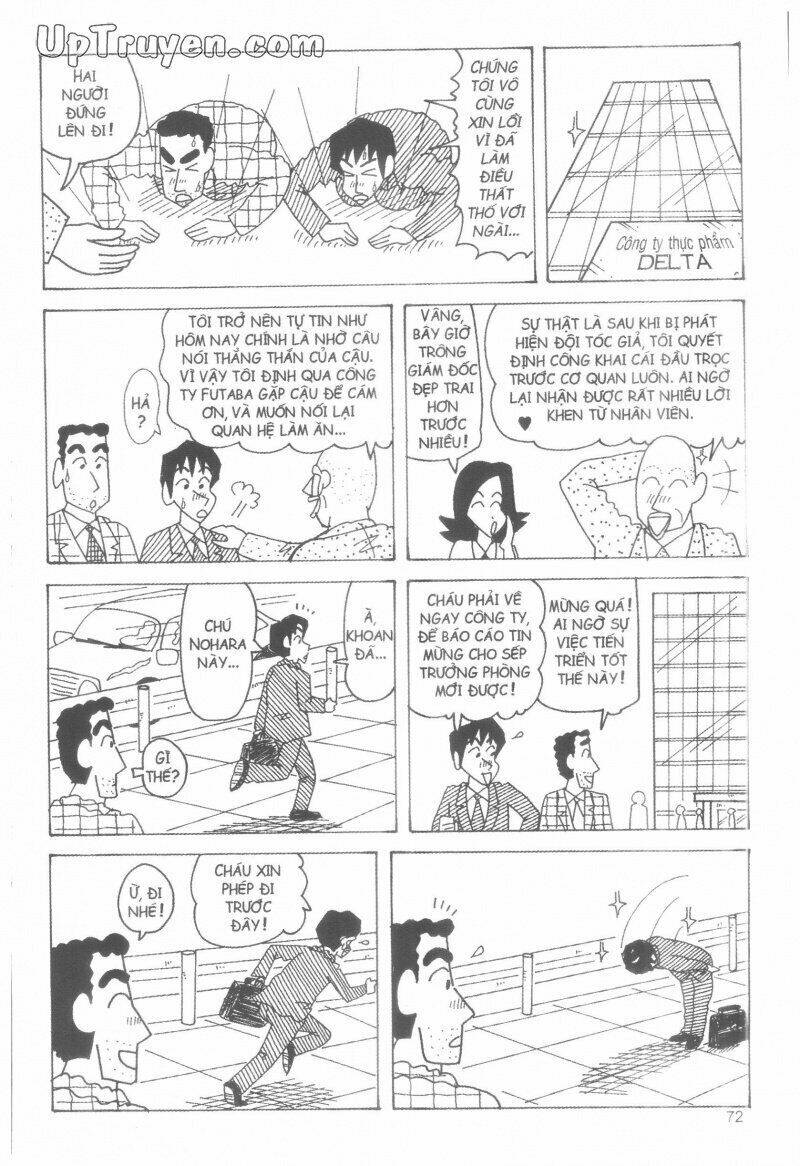 UpTruyen.com
Công ty thực phẩm
DELTA
CHÚNG
TÔI VÔ
CÙNG
XIN LỖI
VÌ ĐÃ
LÀM
ĐIỀU
THẤT
THỐ VỚI
NGÀI...
HAI
NGƯỜI
ĐỨNG
LÊN ĐI!
SỰ THẬT LÀ SAU KHI BỊ PHÁT
HIỆN ĐỘI TÓC GIẢ, TÔI QUYẾT
ĐỊNH CÔNG KHAI CÁI ĐẦU TRỌC
TRƯỚC CƠ QUAN LUÔN. AI NGỜ
LẠI NHẬN ĐƯỢC RẤT NHIỀU LỜI
KHEN TỪ NHÂN VIÊN.
VÂNG,
BÂY GIỜ
TRÔNG
GIÁM ĐỐC
ĐẸP TRAI
HƠN
TRƯỚC
NHIỀU!
TÔI TRỞ NÊN TỰ TIN NHƯ
HÔM NAY CHÍNH LÀ NHỜ CÂU
NÓI THẲNG THẮN CỦA CẬU.
VÌ VẬY TÔI ĐỊNH QUA CÔNG
TY FUTABA GẶP CẬU ĐỂ CẢM
ƠN, VÀ MUỐN NỐI LẠI
QUAN HỆ LÀM ĂN...
HẢ
?
MỪNG QUÁ!
AI NGỜ SỰ
VIỆC TIẾN
TRIỂN TỐT
THẾ NÀY!
CHÁU PHẢI VỀ
NGAY CÔNG TY,
ĐỂ BÁO CÁO TIN
MỪNG CHO SẾP
TRƯỞNG PHÒNG
MỚI ĐƯỢC!
À,
KHOAN
ĐÃ...
CHÚ
NOHARA
NÀY...
GÌ
THẾ?
CHÁU XIN
PHÉP ĐI
TRƯỚC
ĐÂY!
Ừ, ĐI
NHÉ!
72